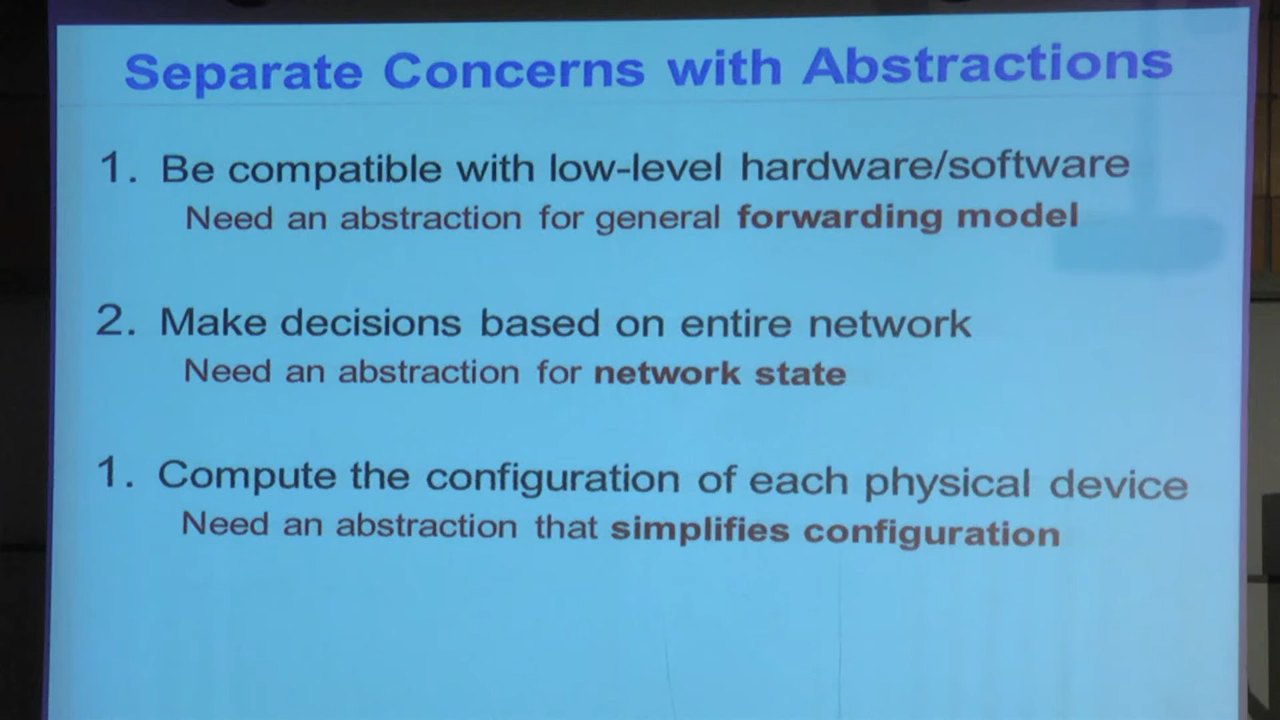 Separate Concerns with Abstractions
1. Be compatible with low-level hardware/software
Need an abstraction for general forwarding model
2. Make decisions based on entire network
Need an abstraction for network state
1. Compute the configuration of each physical device
Need an abstraction that simplifies configuration